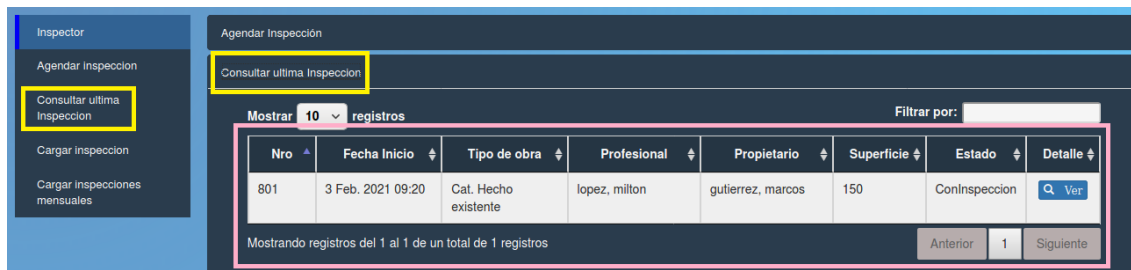 Inspector
Agendar inspeccion
Consultar ultima
Inspeccion
Cargar inspeccion
Cargar inspecciones
mensuales
Agendar Inspección
Consultar ultima Inspeccion
Mostrar 10 registros
Filtrar por:
Nro Fecha Inicio Tipo de obra Profesional Propietario Superficie Estado Detalle
801 3 Feb. 2021 09:20 Cat. Hecho lopez, milton gutierrez, marcos 150 ConInspeccion Ver
existente
Mostrando registros del 1 al 1 de un total de 1 registros
Anterior 1 Siguiente